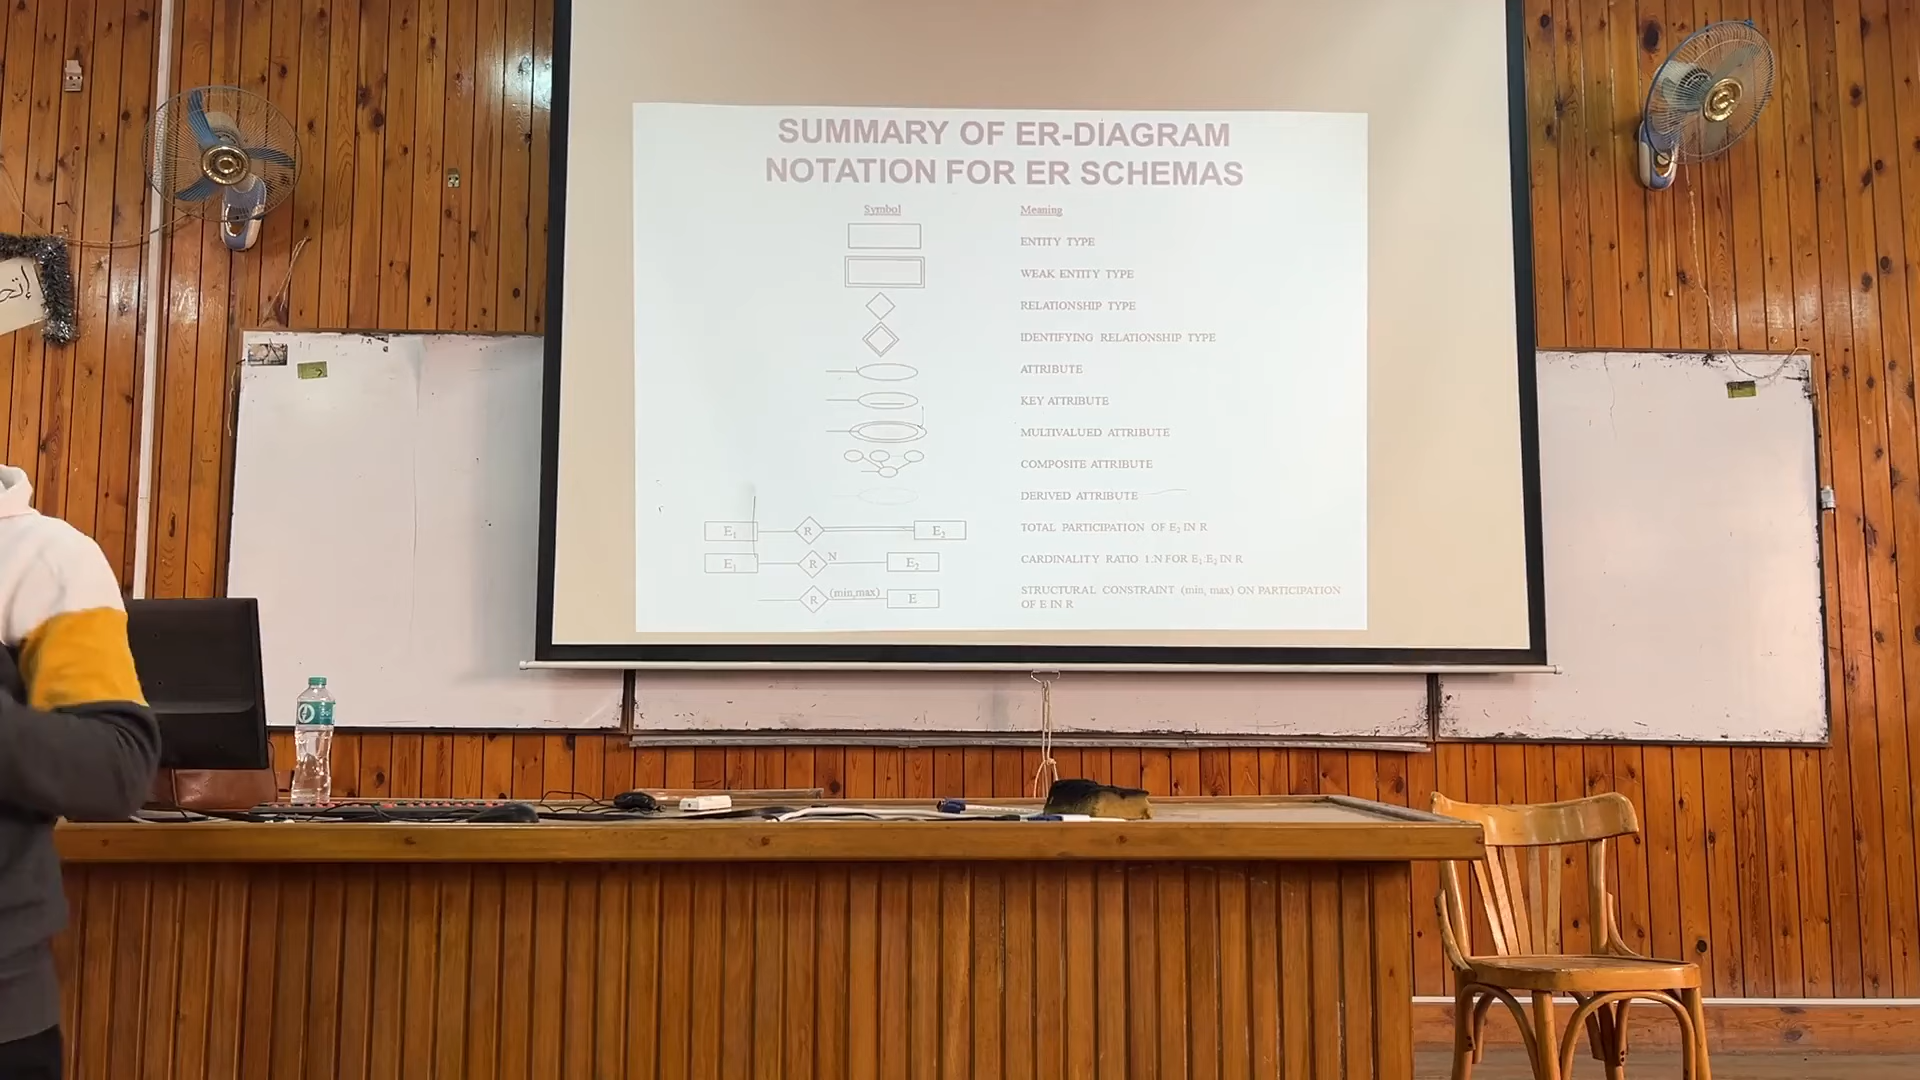 SUMMARY OF ER-DIAGRAM
NOTATION FOR ER SCHEMAS
Symbol Meaning
ENTITY TYPE
WEAK ENTITY TYPE
RELATIONSHIP TYPE
IDENTIFYING RELATIONSHIP TYPE
ATTRIBUTE
KEY ATTRIBUTE
MULTIVALUED ATTRIBUTE
COMPOSITE ATTRIBUTE
DERIVED ATTRIBUTE
E₁ R E₂ TOTAL PARTICIPATION OF E₂ IN R
E₁ R N E₂ CARDINALITY RATIO 1:N FOR E₁:E₂ IN R
R (min,max) E STRUCTURAL CONSTRAINT (min, max) ON PARTICIPATION
OF E IN R